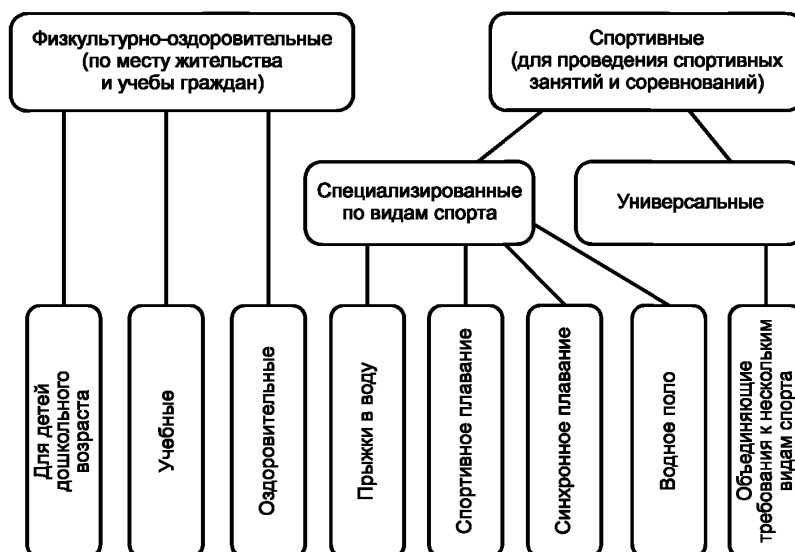 Физкультурно-оздоровительные
(по месту жительства
и учебы граждан)
Спортивные
(для проведения спортивных
занятий и соревнований)
Специализированные
по видам спорта
Универсальные
Для детей
дошкольного
возраста
Учебные
Оздоровительные
Прыжки в воду
Спортивное плавание
Синхронное плавание
Водное поло
Объединяющие
требования к нескольким
видам спорта